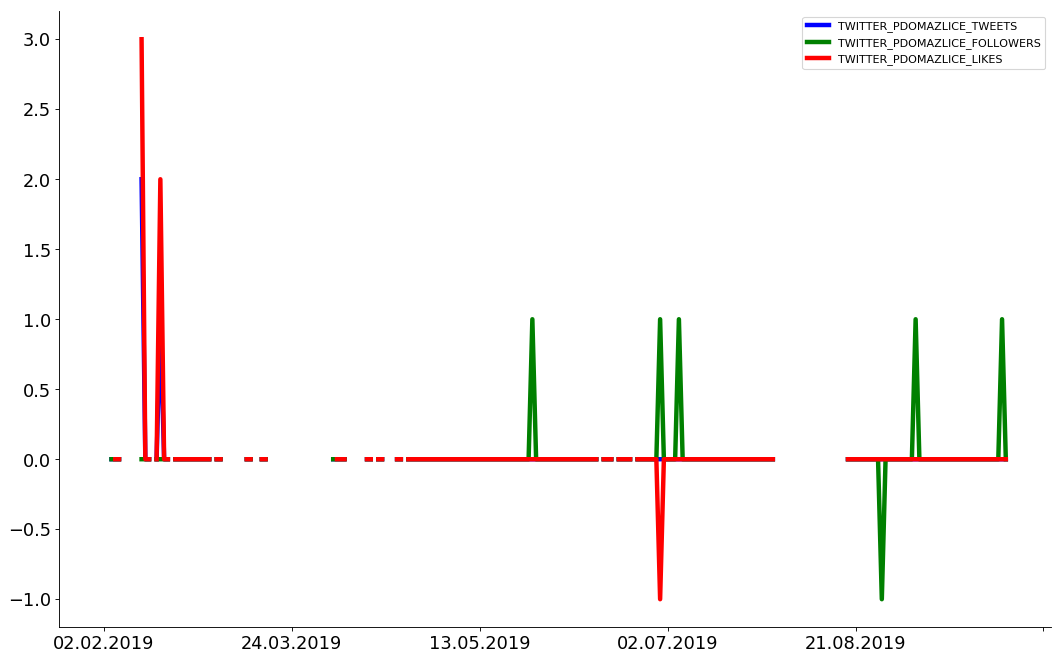 TWITTER_PDOMAZLICE_TWEETS
TWITTER_PDOMAZLICE_FOLLOWERS
TWITTER_PDOMAZLICE_LIKES
3.0
2.5
2.0
1.5
1.0
0.5
0.0
−0.5
−1.0
02.02.2019 24.03.2019 13.05.2019 02.07.2019 21.08.2019